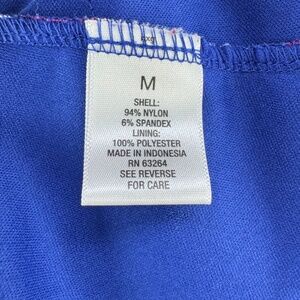 M
SHELL:
94% NYLON
6% SPANDEX
LINING:
100% POLYESTER
MADE IN INDONESIA
RN 63264
SEE REVERSE
FOR CARE